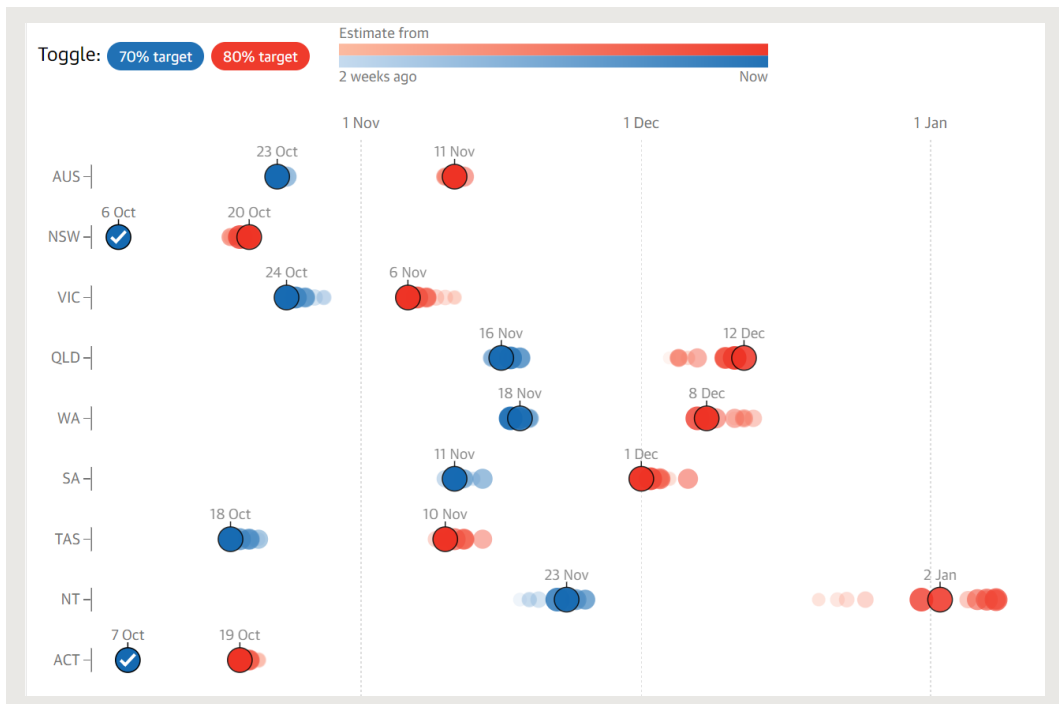 Estimate from
Toggle: 70% target 80% target
2 weeks ago Now
1 Nov 1 Dec 1 Jan
23 Oct 11 Nov
AUS
6 Oct 20 Oct
NSW
24 Oct 6 Nov
VIC
16 Nov 12 Dec
QLD
18 Nov 8 Dec
WA
11 Nov 1 Dec
SA
18 Oct 10 Nov
TAS
23 Nov 2 Jan
NT
7 Oct 19 Oct
ACT